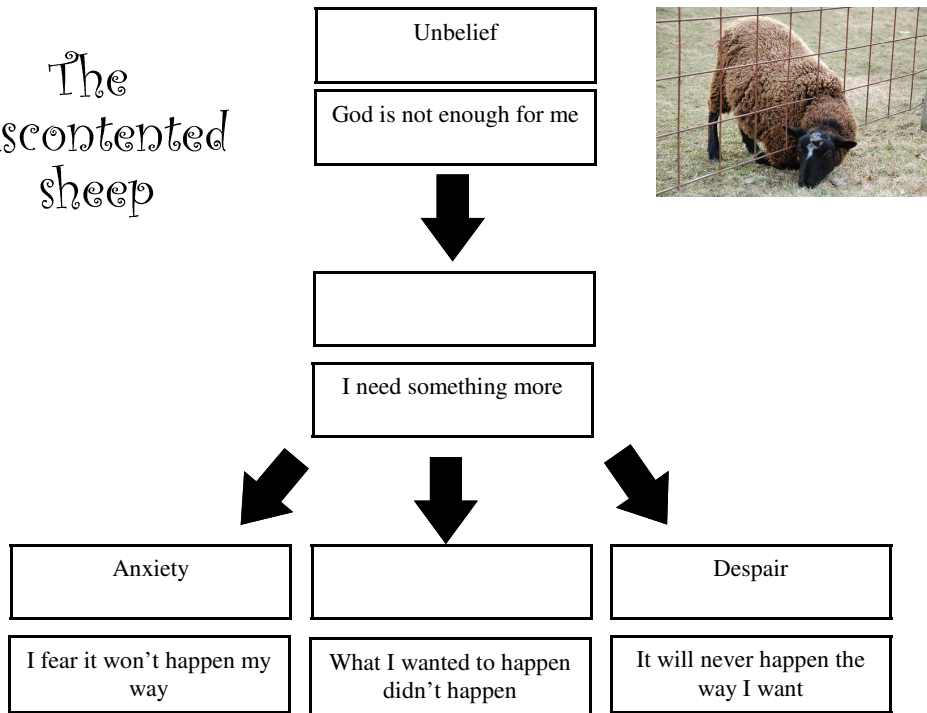 The
scontented
sheep
Unbelief
God is not enough for me
I need something more
Anxiety
Despair
I fear it won't happen my
way
What I wanted to happen
didn't happen
It will never happen the
way I want